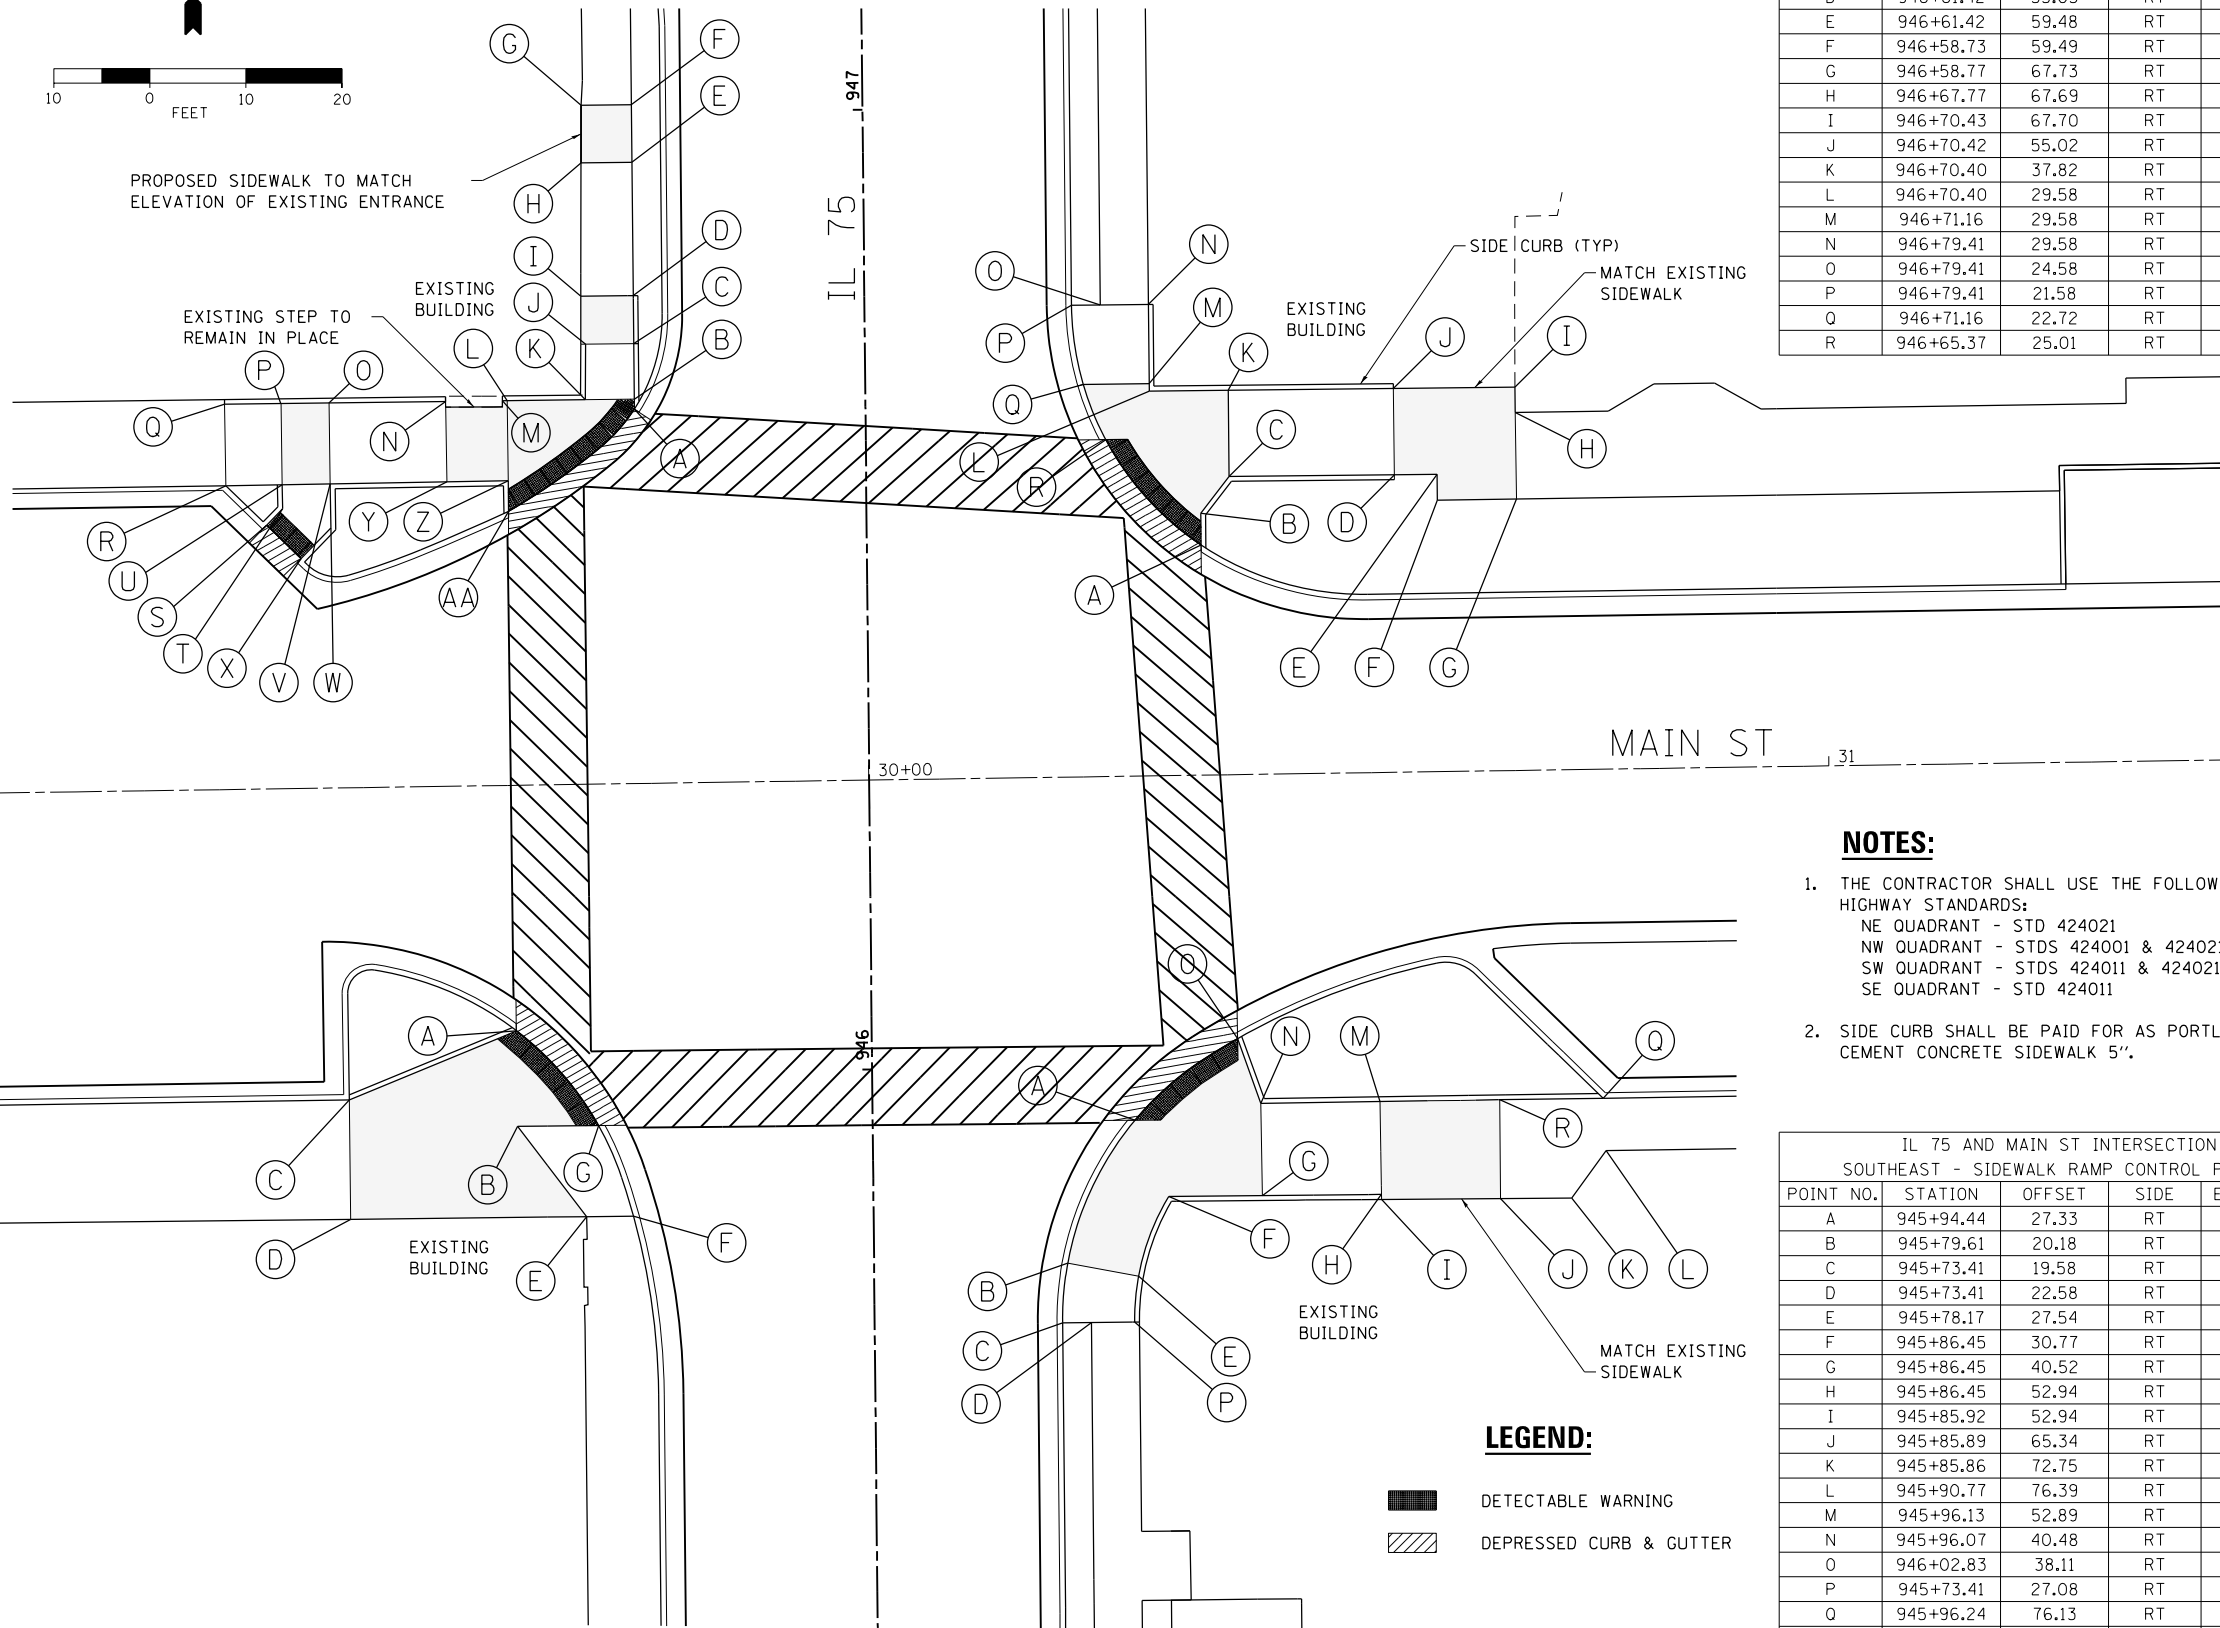 10 0 10 20
FEET
PROPOSED SIDEWALK TO MATCH
ELEVATION OF EXISTING ENTRANCE
EXISTING STEP TO
REMAIN IN PLACE
EXISTING
BUILDING
G
F
E
H
I
D
J
C
K
B
L
P
O
Q
N
M
A
R
Y
Z
U
S
AA
T
X
V
W
947
IL 75
O
N
P
M
Q
K
J
I
C
L
R
H
B
D
A
E
F
G
SIDE CURB (TYP)
MATCH EXISTING
SIDEWALK
EXISTING
BUILDING
MAIN ST
31
30+00
946
A
C
B
G
D
E
F
EXISTING
BUILDING
O
N
M
Q
A
R
G
F
H
I
J
K
L
B
C
E
D
P
EXISTING
BUILDING
MATCH EXISTING
SIDEWALK
LEGEND:
DETECTABLE WARNING
DEPRESSED CURB & GUTTER
E 946+61.42 59.48 RT
F 946+58.73 59.49 RT
G 946+58.77 67.73 RT
H 946+67.77 67.69 RT
I 946+70.43 67.70 RT
J 946+70.42 55.02 RT
K 946+70.40 37.82 RT
L 946+70.40 29.58 RT
M 946+71.16 29.58 RT
N 946+79.41 29.58 RT
O 946+79.41 24.58 RT
P 946+79.41 21.58 RT
Q 946+71.16 22.72 RT
R 946+65.37 25.01 RT
NOTES:
1. THE CONTRACTOR SHALL USE THE FOLLOW
HIGHWAY STANDARDS:
NE QUADRANT - STD 424021
NW QUADRANT - STDS 424001 & 424021
SW QUADRANT - STDS 424011 & 424021
SE QUADRANT - STD 424011
2. SIDE CURB SHALL BE PAID FOR AS PORTL
CEMENT CONCRETE SIDEWALK 5".
IL 75 AND MAIN ST INTERSECTION
SOUTHEAST - SIDEWALK RAMP CONTROL
POINT NO. STATION OFFSET SIDE
A 945+94.44 27.33 RT
B 945+79.61 20.18 RT
C 945+73.41 19.58 RT
D 945+73.41 22.58 RT
E 945+78.17 27.54 RT
F 945+86.45 30.77 RT
G 945+86.45 40.52 RT
H 945+86.45 52.94 RT
I 945+85.92 52.94 RT
J 945+85.89 65.34 RT
K 945+85.86 72.75 RT
L 945+90.77 76.39 RT
M 945+96.13 52.89 RT
N 945+96.07 40.48 RT
O 946+02.83 38.11 RT
P 945+73.41 27.08 RT
Q 945+96.24 76.13 RT